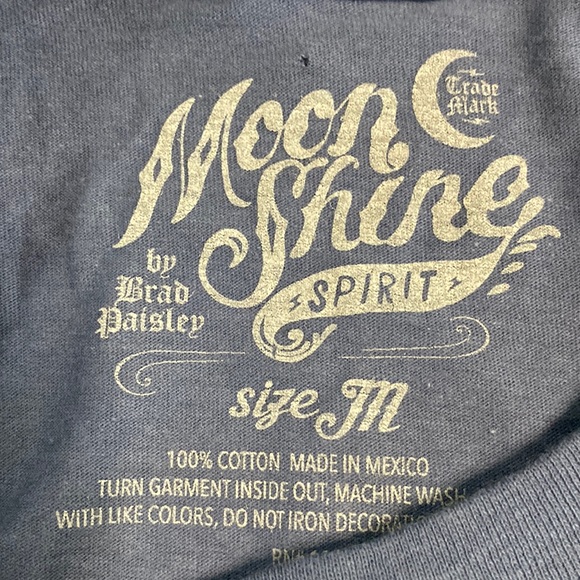 Moon
Trade
Mark
Shine
SPIRIT
by
Brad
Paisley
size M
100% COTTON MADE IN MEXICO
TURN GARMENT INSIDE OUT, MACHINE WASH
WITH LIKE COLORS, DO NOT IRON